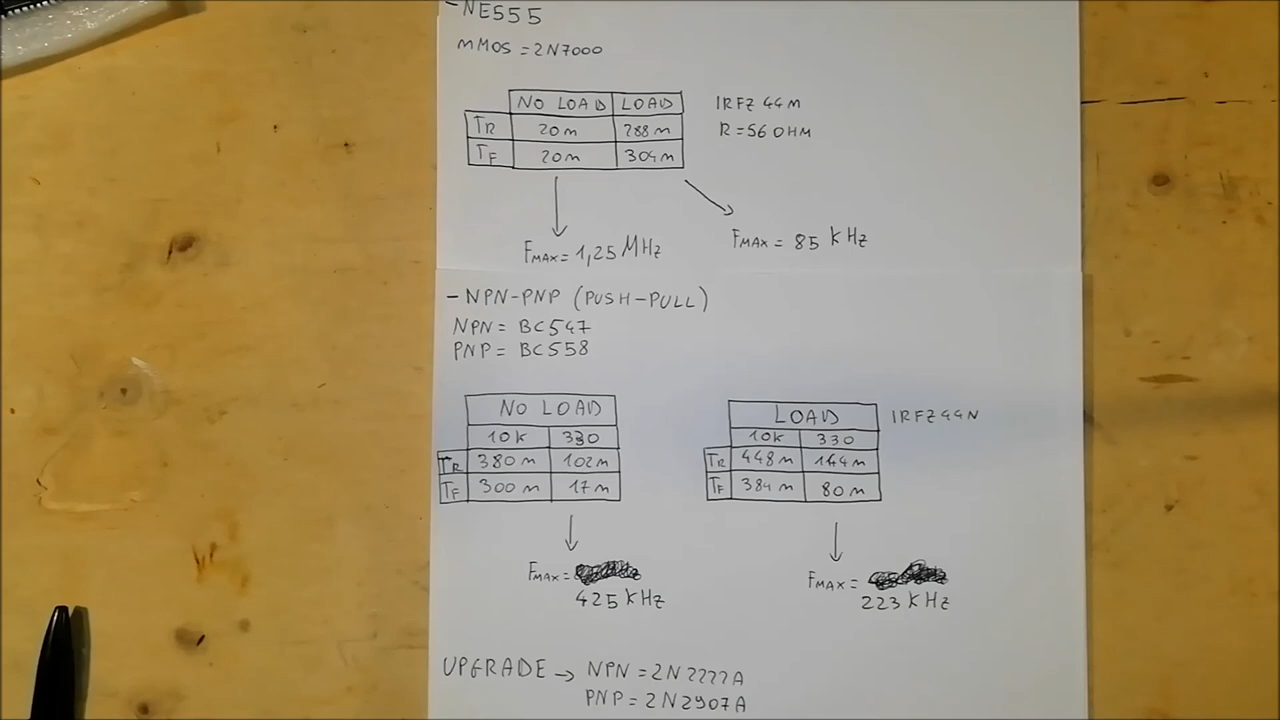 - NE555
MMOS = 2N7000
NO LOAD LOAD
TR 20m 288m
TF 20m 304m
IRFZ44M
R = 56 OHM
FMAX = 1,25 MHz
FMAX = 85 KHz
- NPN-PNP (PUSH-PULL)
NPN = BC547
PNP = BC558
NO LOAD
10K 330
TR 380m 102m
TF 300m 17m
LOAD
10K 330
TR 448m 144m
TF 384m 80m
IRFZ44N
FMAX =
425 KHz
FMAX =
223 KHz
UPGRADE → NPN = 2N2222A
PNP = 2N2907A